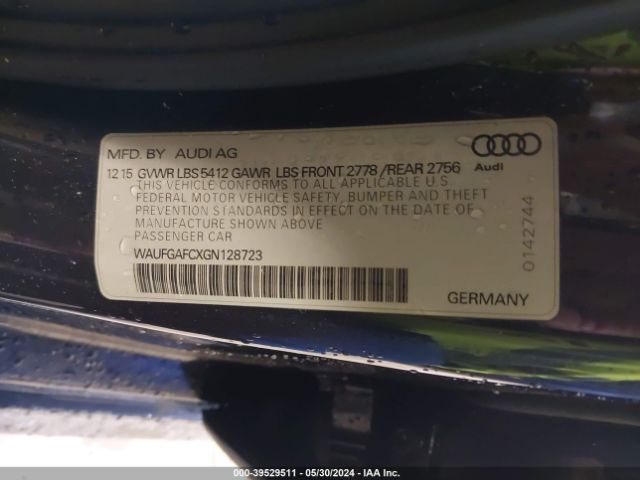 MFD. BY AUDI AG
12 15 GVWR LBS 5412 GAWR LBS FRONT 2778 /REAR 2756
THIS VEHICLE CONFORMS TO ALL APPLICABLE U.S.
FEDERAL MOTOR VEHICLE SAFETY, BUMPER AND THEFT
PREVENTION STANDARDS IN EFFECT ON THE DATE OF
MANUFACTURE SHOWN ABOVE
PASSENGER CAR
WAUFGAFCXGN128723
GERMANY
Audi
0142744
000-39529511 - 05/30/2024 - IAAI.COM